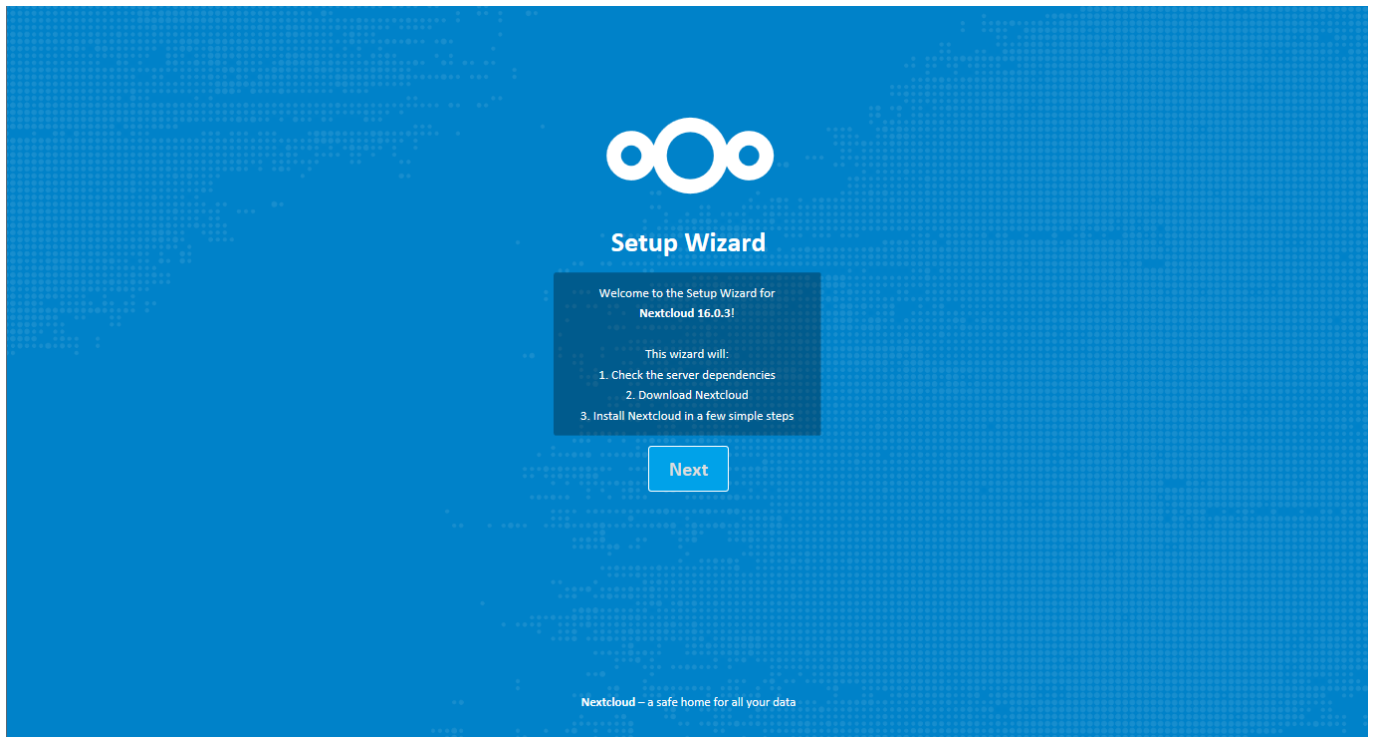 Setup Wizard
Welcome to the Setup Wizard for
Nextcloud 16.0.3!
This wizard will:
1. Check the server dependencies
2. Download Nextcloud
3. Install Nextcloud in a few simple steps
Next
Nextcloud – a safe home for all your data